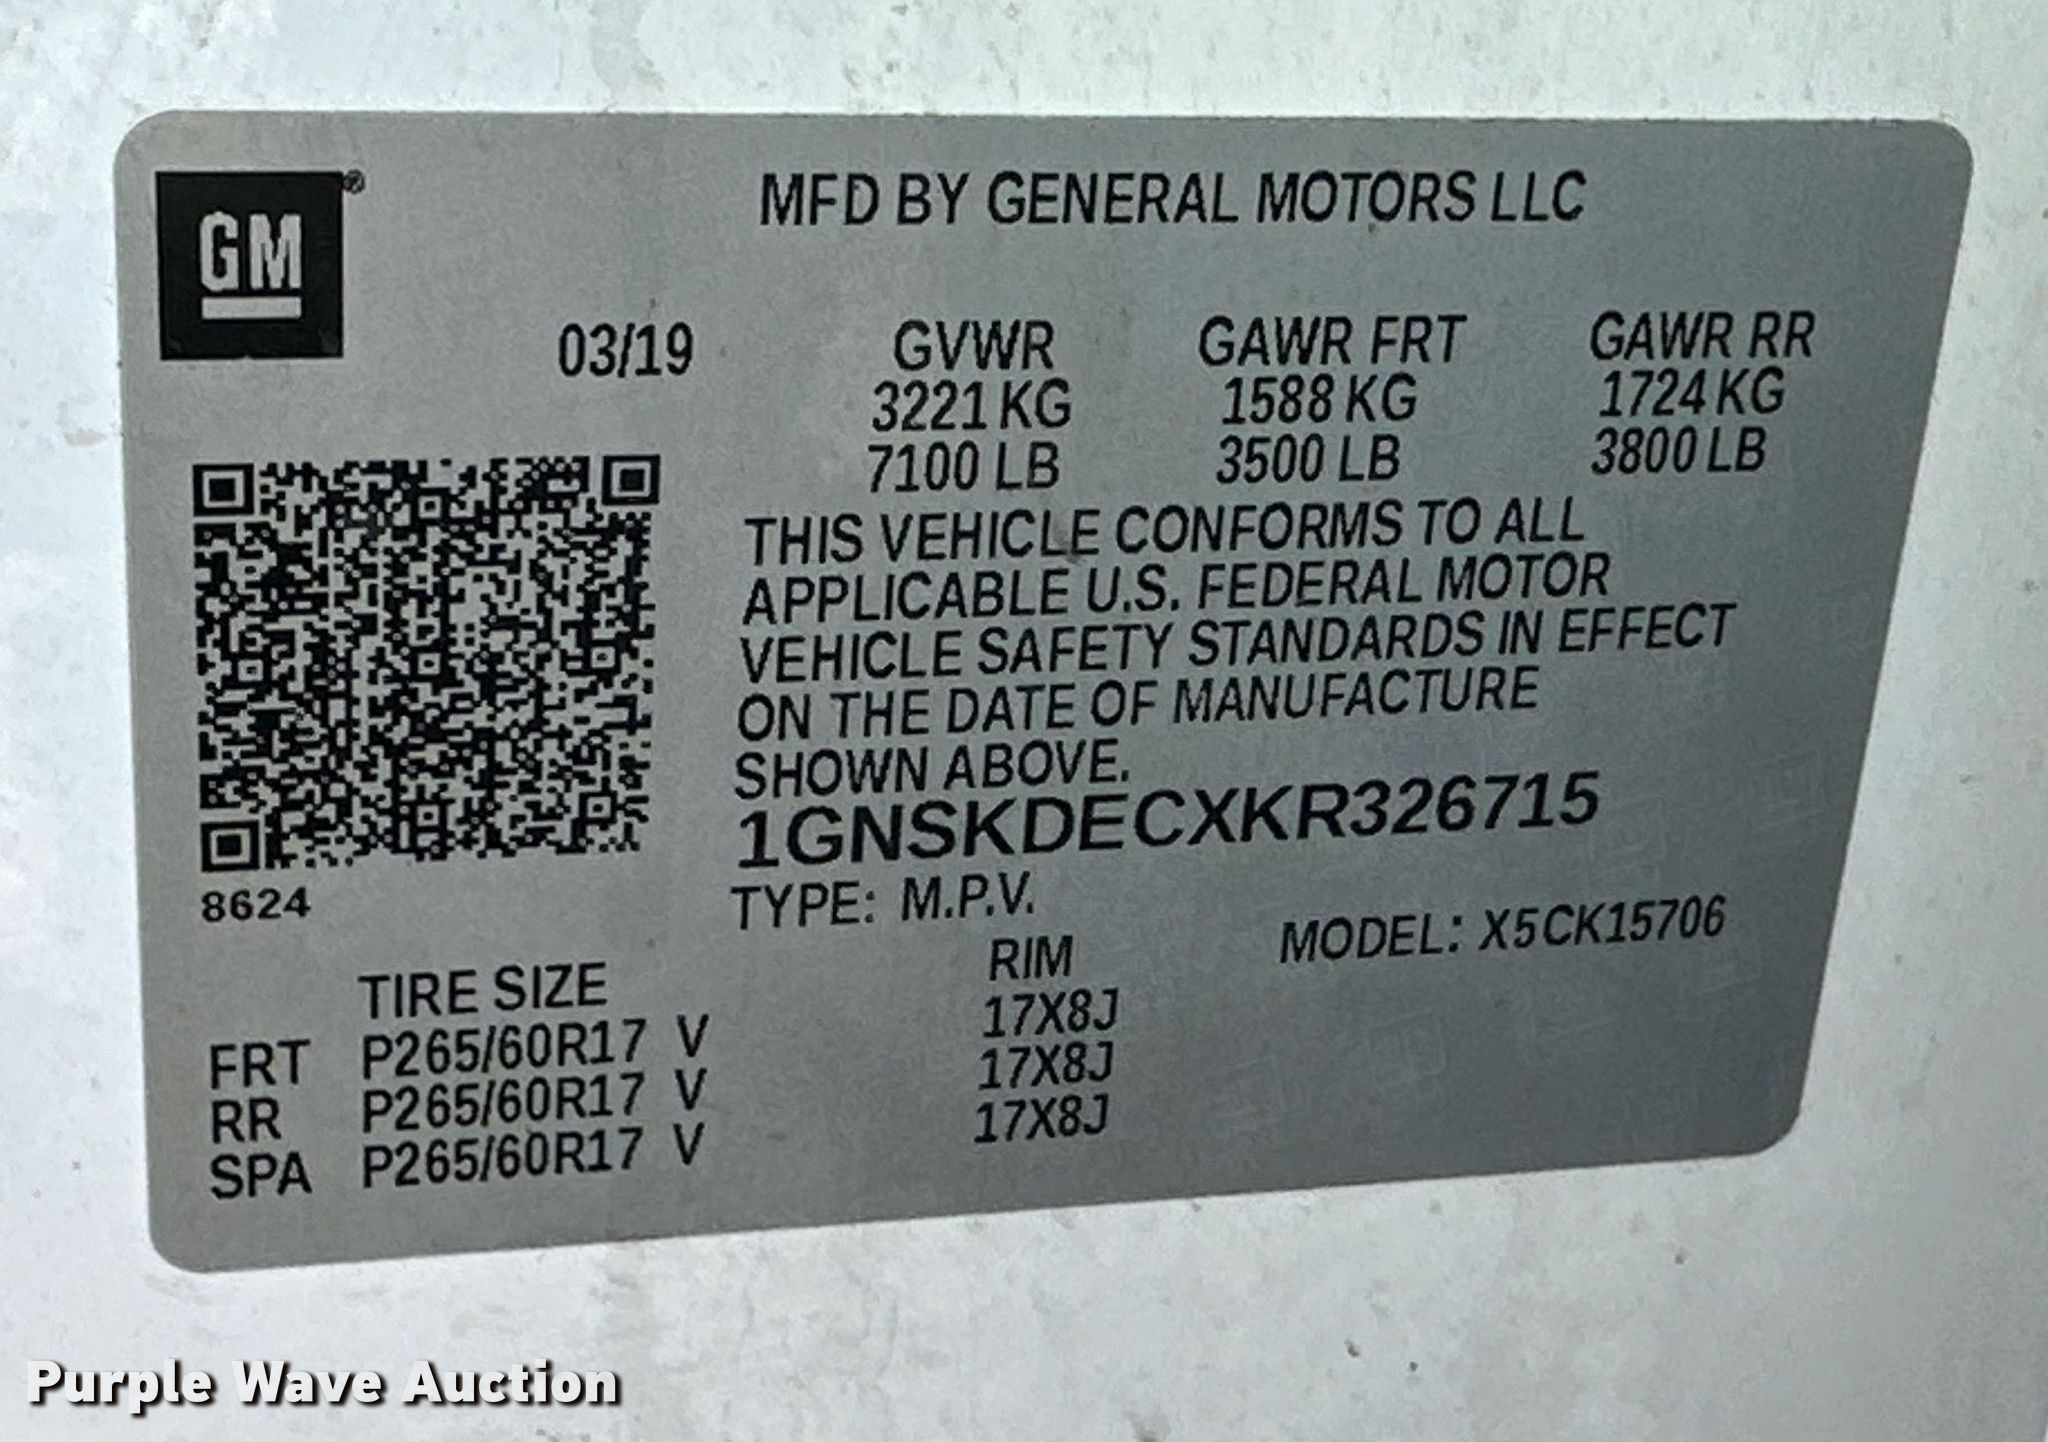 GM®
MFD BY GENERAL MOTORS LLC
03/19 GVWR GAWR FRT GAWR RR
3221 KG 1588 KG 1724 KG
7100 LB 3500 LB 3800 LB
THIS VEHICLE CONFORMS TO ALL
APPLICABLE U.S. FEDERAL MOTOR
VEHICLE SAFETY STANDARDS IN EFFECT
ON THE DATE OF MANUFACTURE
SHOWN ABOVE.
1GNSKDECXKR326715
8624
TYPE: M.P.V. MODEL: X5CK15706
TIRE SIZE RIM
FRT P265/60R17 V 17X8J
RR P265/60R17 V 17X8J
SPA P265/60R17 V 17X8J
Purple Wave Auction